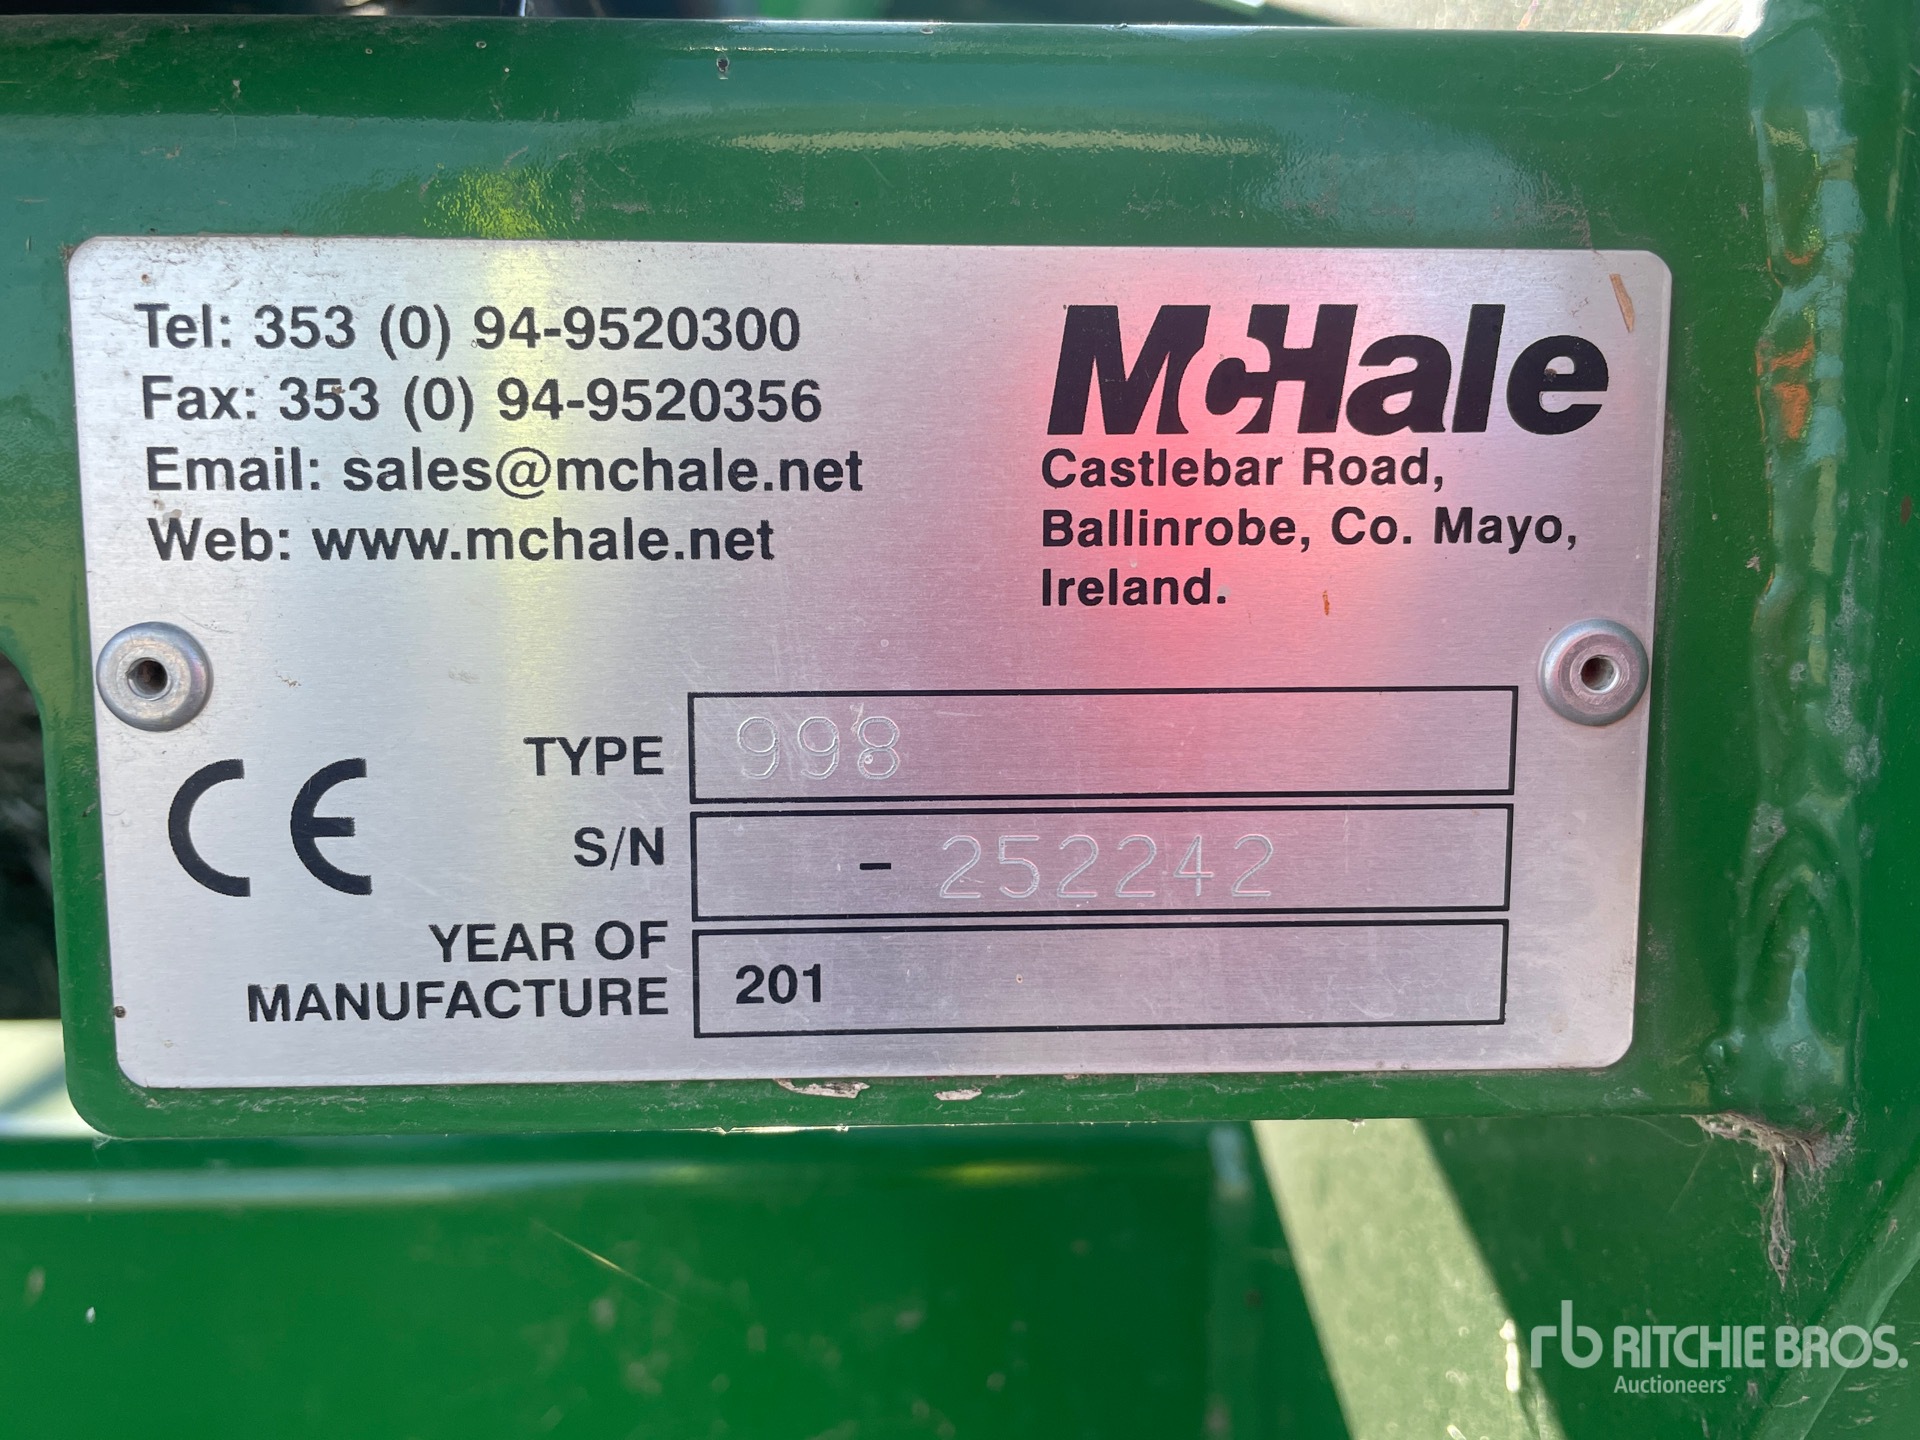 Tel: 353 (0) 94-9520300
Fax: 353 (0) 94-9520356
Email: sales@mchale.net
Web: www.mchale.net
McHale
Castlebar Road,
Ballinrobe, Co. Mayo,
Ireland.
CE
TYPE 998
S/N - 252242
YEAR OF
MANUFACTURE 201
rb RITCHIE BROS.
Auctioneers